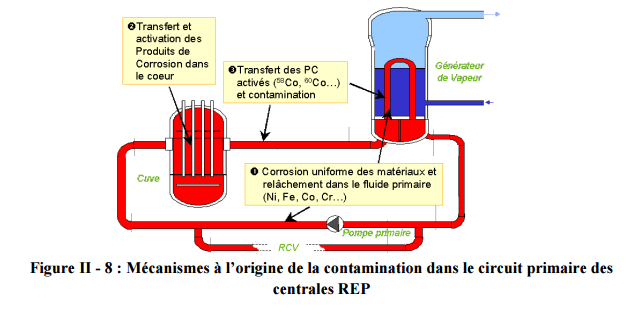 ❷Transfert et
activation des
Produits de
Corrosion dans
le coeur
❸Transfert des PC
activés (⁵⁸Co, ⁶⁰Co…)
et contamination
Générateur
de Vapeur
❶ Corrosion uniforme des matériaux et
relâchement dans le fluide primaire
(Ni, Fe, Co, Cr…)
Cuve
Pompe primaire
RCV
Figure II - 8 : Mécanismes à l’origine de la contamination dans le circuit primaire des
centrales REP